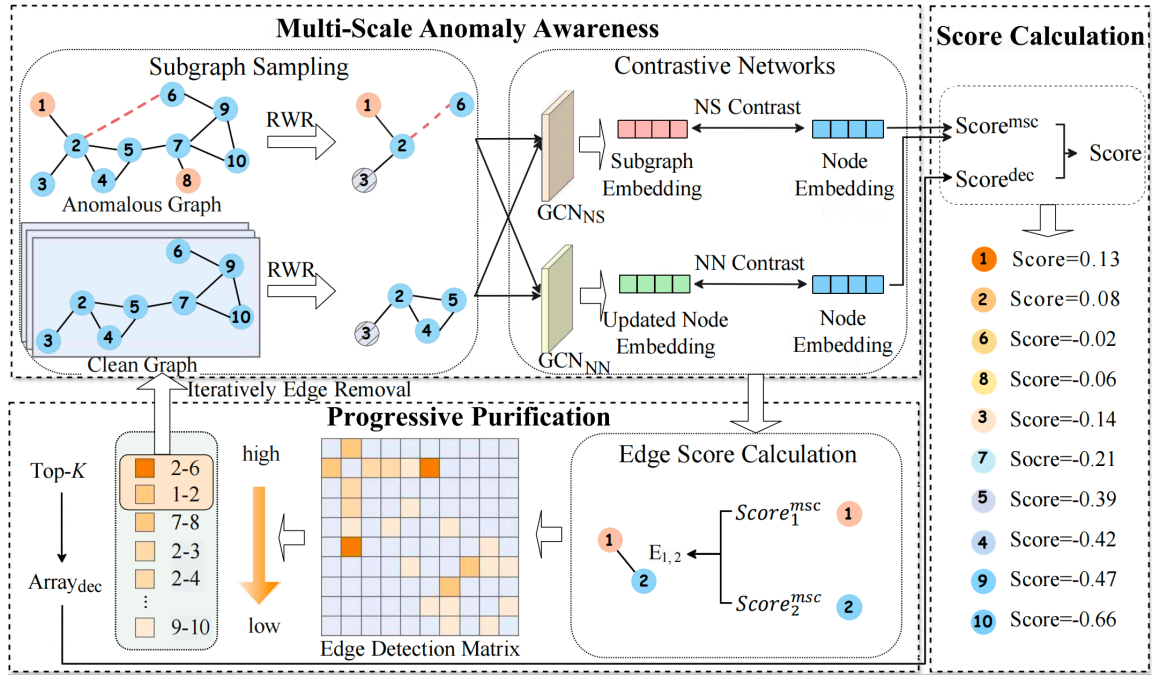 Multi-Scale Anomaly Awareness
Subgraph Sampling
1
2
3
4
5
6
7
8
9
10
Anomalous Graph
RWR
1
6
2
3
2
3
4
5
6
7
9
10
Clean Graph
RWR
2
5
3
4
Contrastive Networks
GCN_NS
Subgraph
Embedding
NS Contrast
Node
Embedding
GCN_NN
Updated Node
Embedding
NN Contrast
Node
Embedding
Iteratively Edge Removal
Progressive Purification
Top-K
Array_dec
2-6
1-2
7-8
2-3
2-4
⋮
9-10
high
low
Edge Detection Matrix
Edge Score Calculation
1
2
E_1, 2
Score_1^msc
1
Score_2^msc
2
Score Calculation
Score^msc
Score^dec
Score
1 Score=0.13
2 Score=0.08
6 Score=-0.02
8 Score=-0.06
3 Score=-0.14
7 Socre=-0.21
5 Score=-0.39
4 Score=-0.42
9 Score=-0.47
10 Score=-0.66